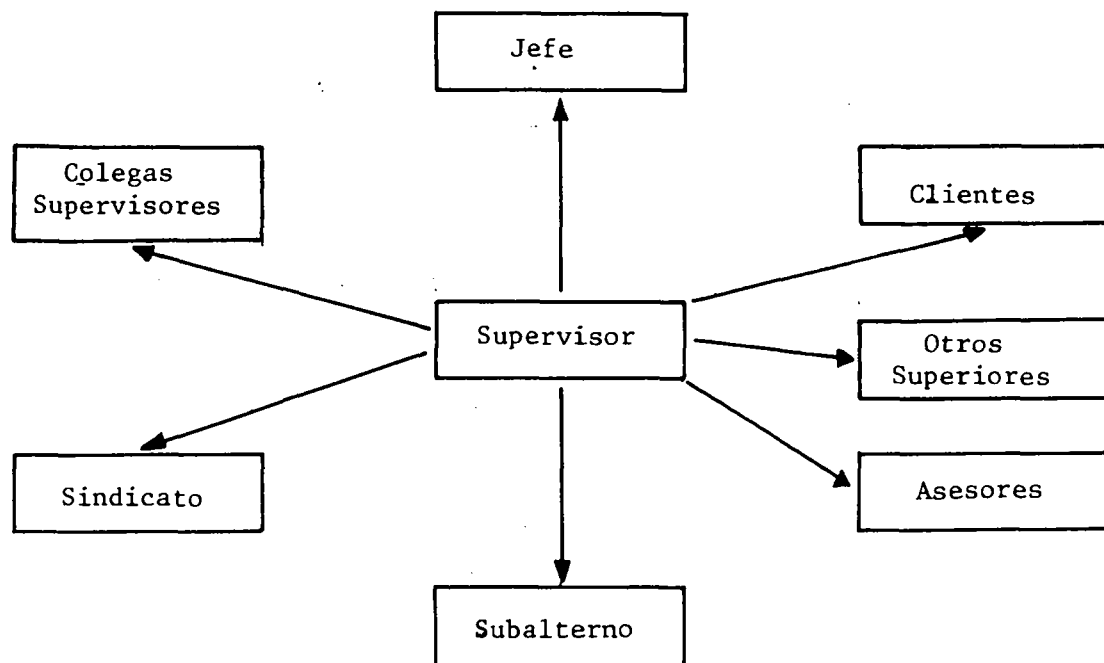 Jefe
Colegas
Supervisores
Clientes
Supervisor
Otros
Superiores
Sindicato
Asesores
Subalterno